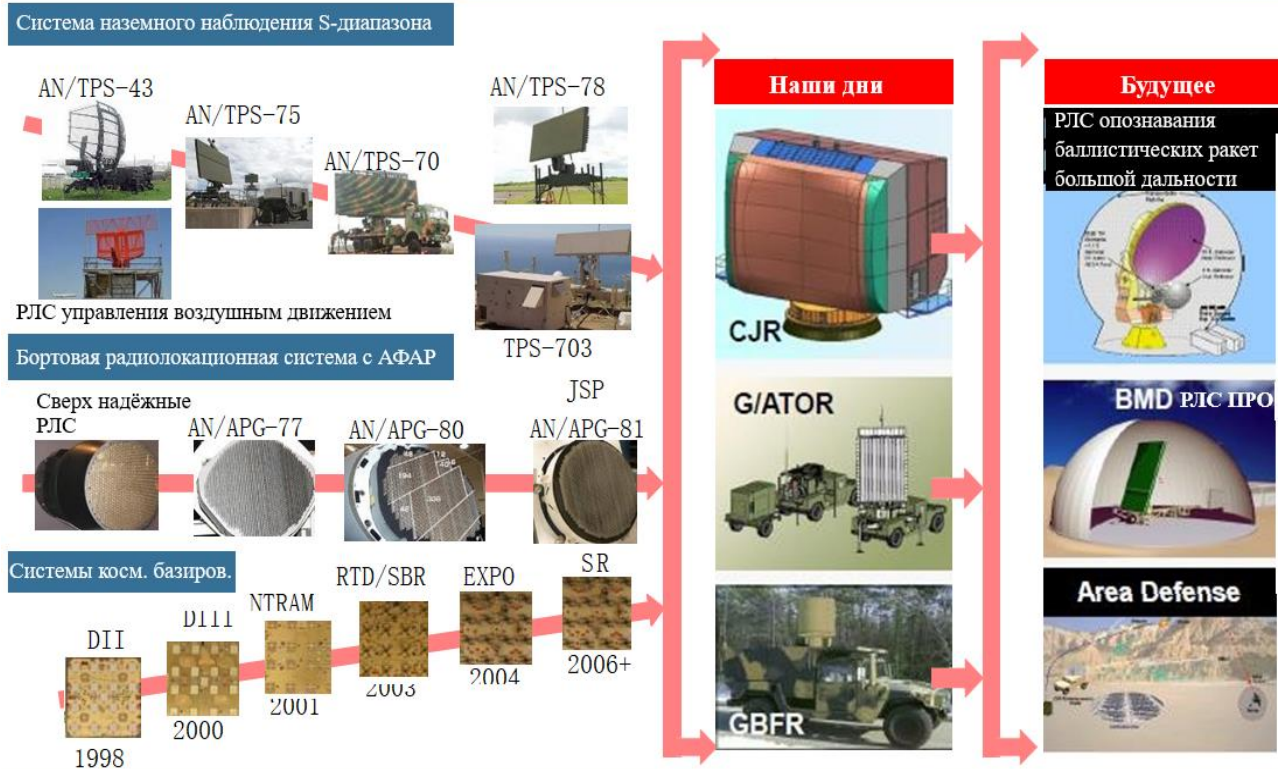 Система наземного наблюдения S-диапазона
AN/TPS-43
AN/TPS-75
AN/TPS-70
AN/TPS-78
РЛС управления воздушным движением
TPS-703
Бортовая радиолокационная система с АФАР
Сверх надёжные
РЛС
AN/APG-77
AN/APG-80
JSP
AN/APG-81
Системы косм. базиров.
DII
1998
DIII
2000
NTRAM
2001
RTD/SBR
2003
EXPO
2004
SR
2006+
Наши дни
CJR
G/ATOR
GBFR
Будущее
РЛС опознавания
баллистических ракет
большой дальности
BMD РЛС ПРО
Area Defense